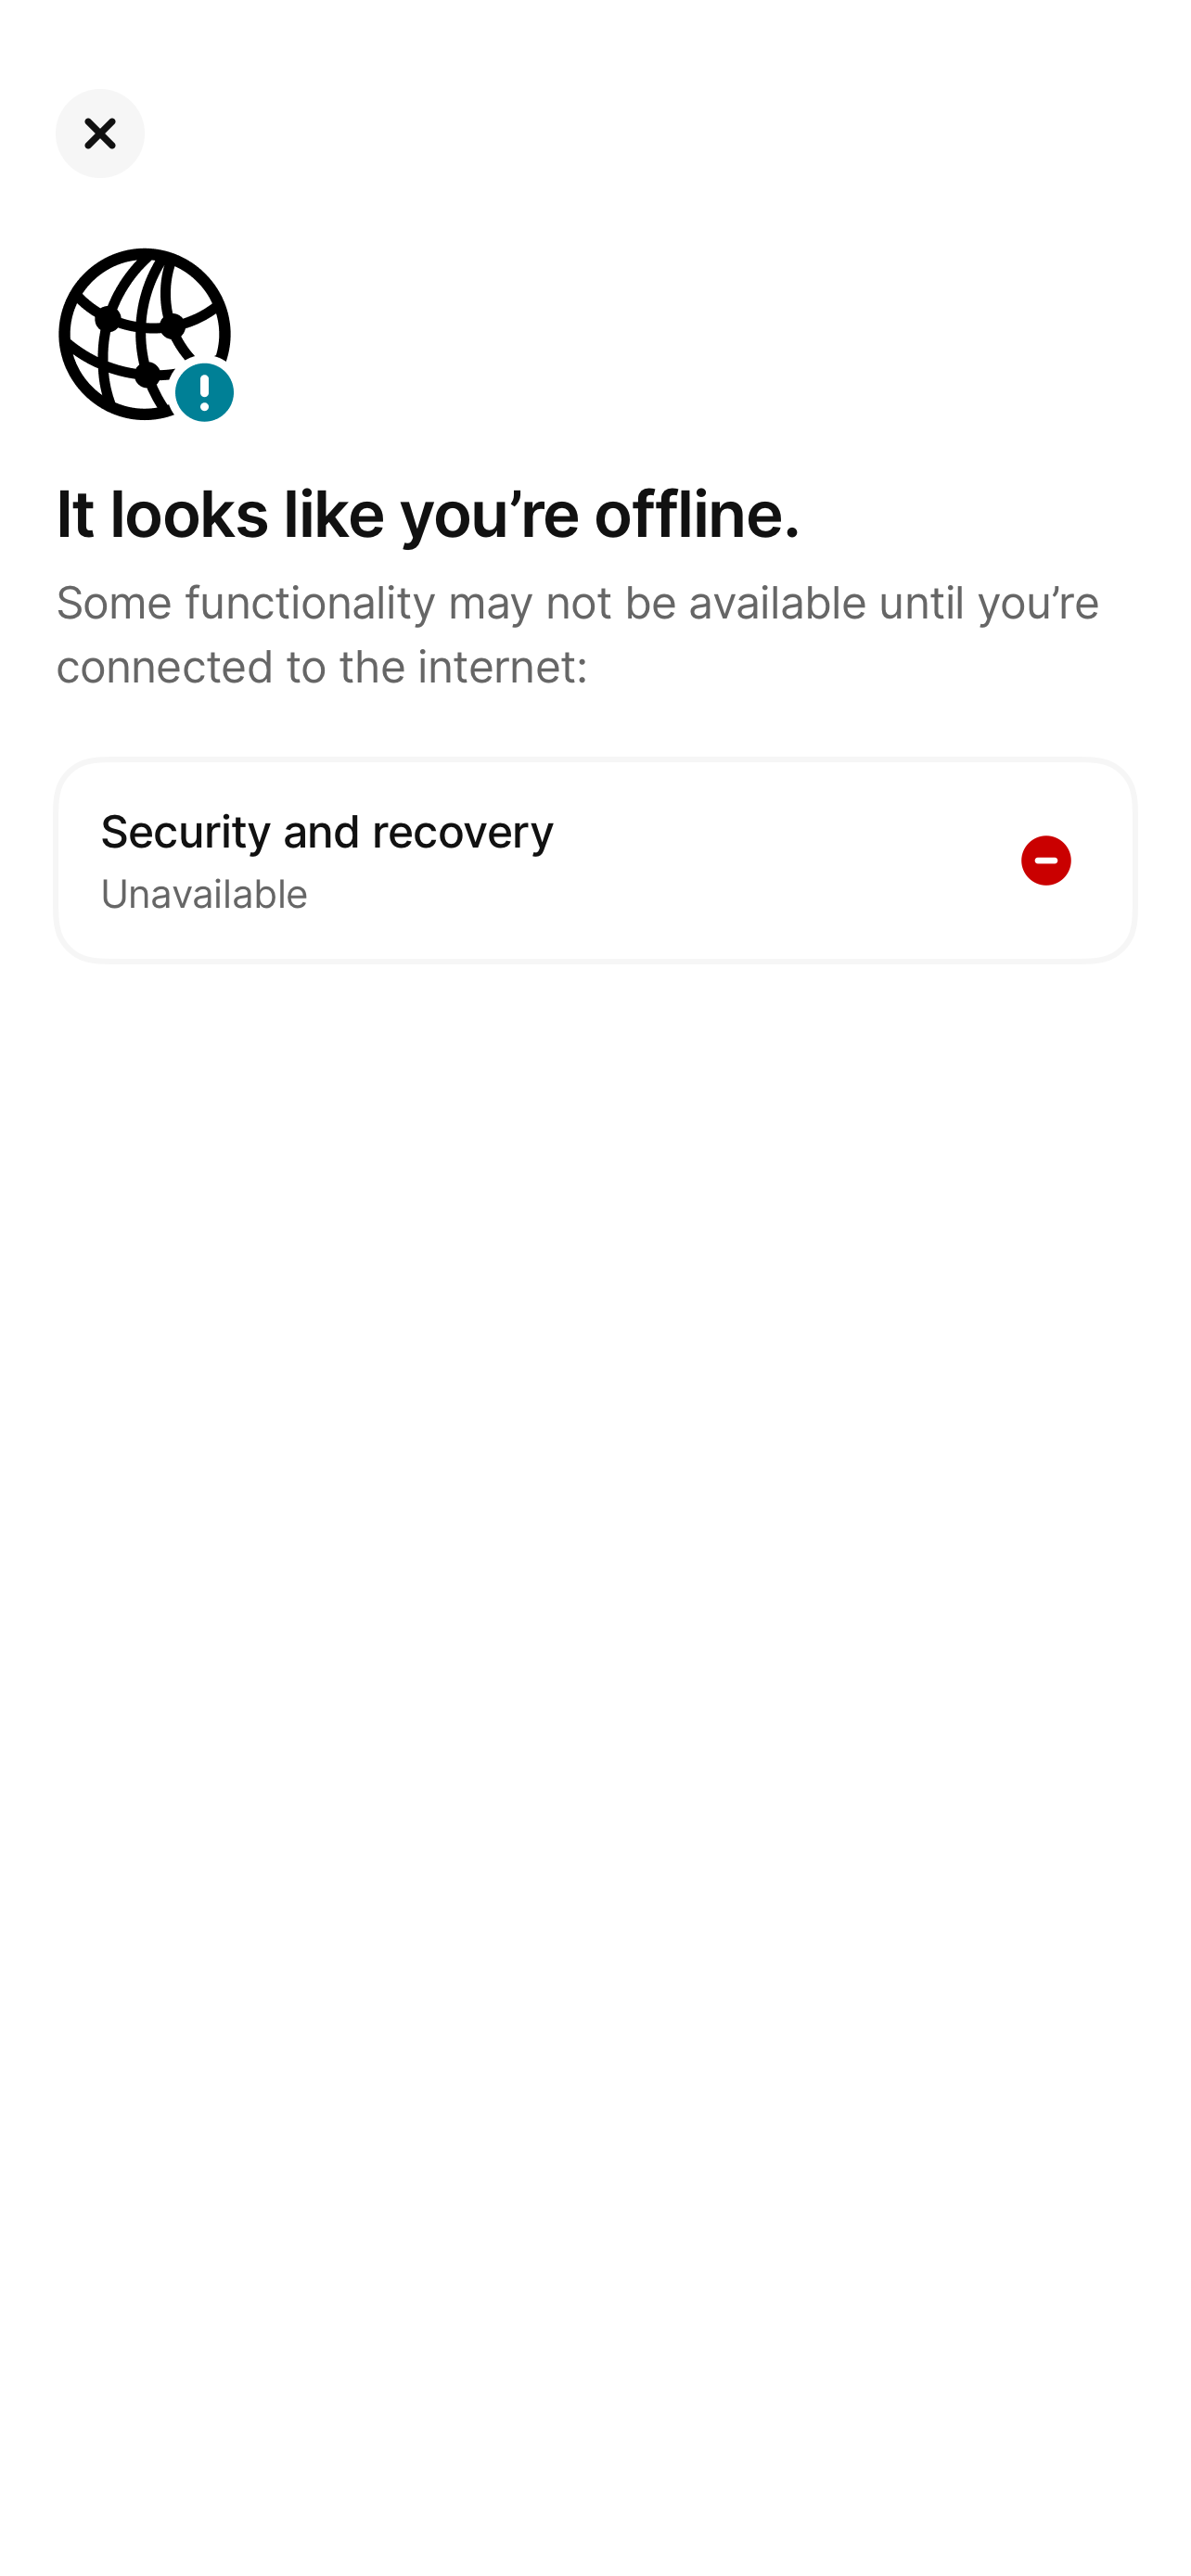 It looks like you’re offline.
Some functionality may not be available until you’re
connected to the internet:
Security and recovery
Unavailable